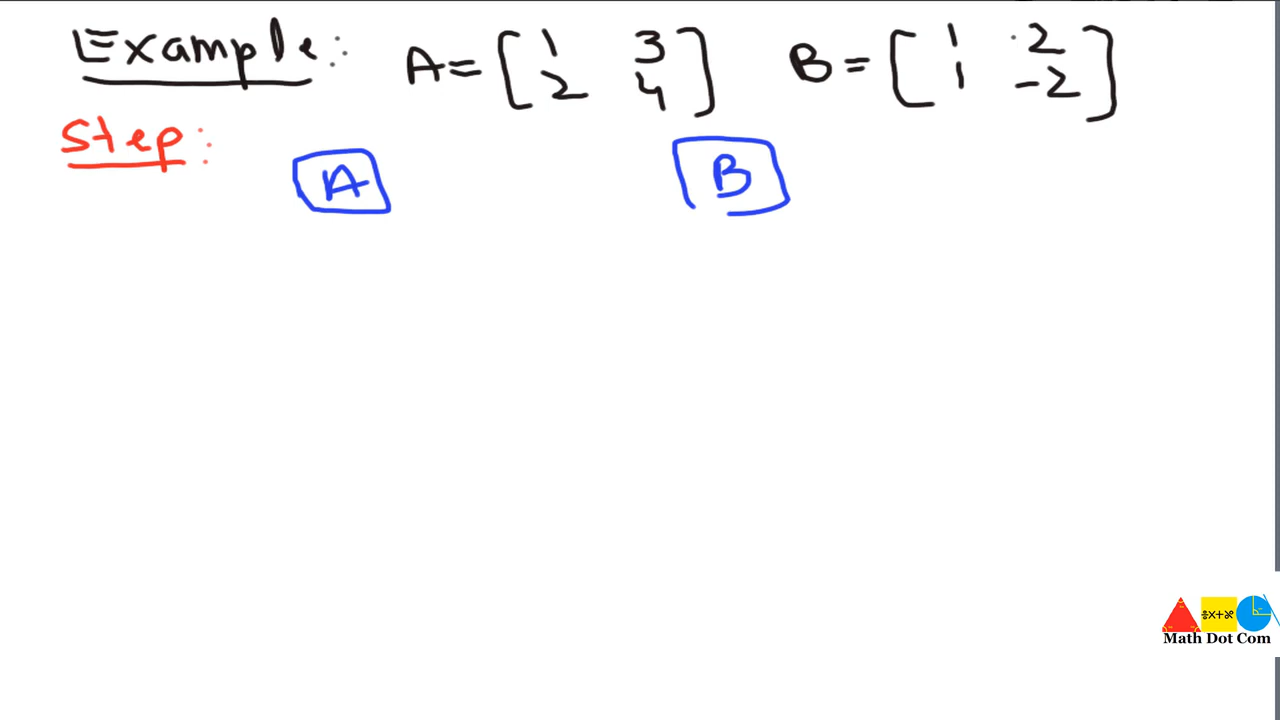 Example: A = [ 1 3 B = [ 1 2
2 4 ] 1 -2 ]
Step:
A B
÷x+
Math Dot Com